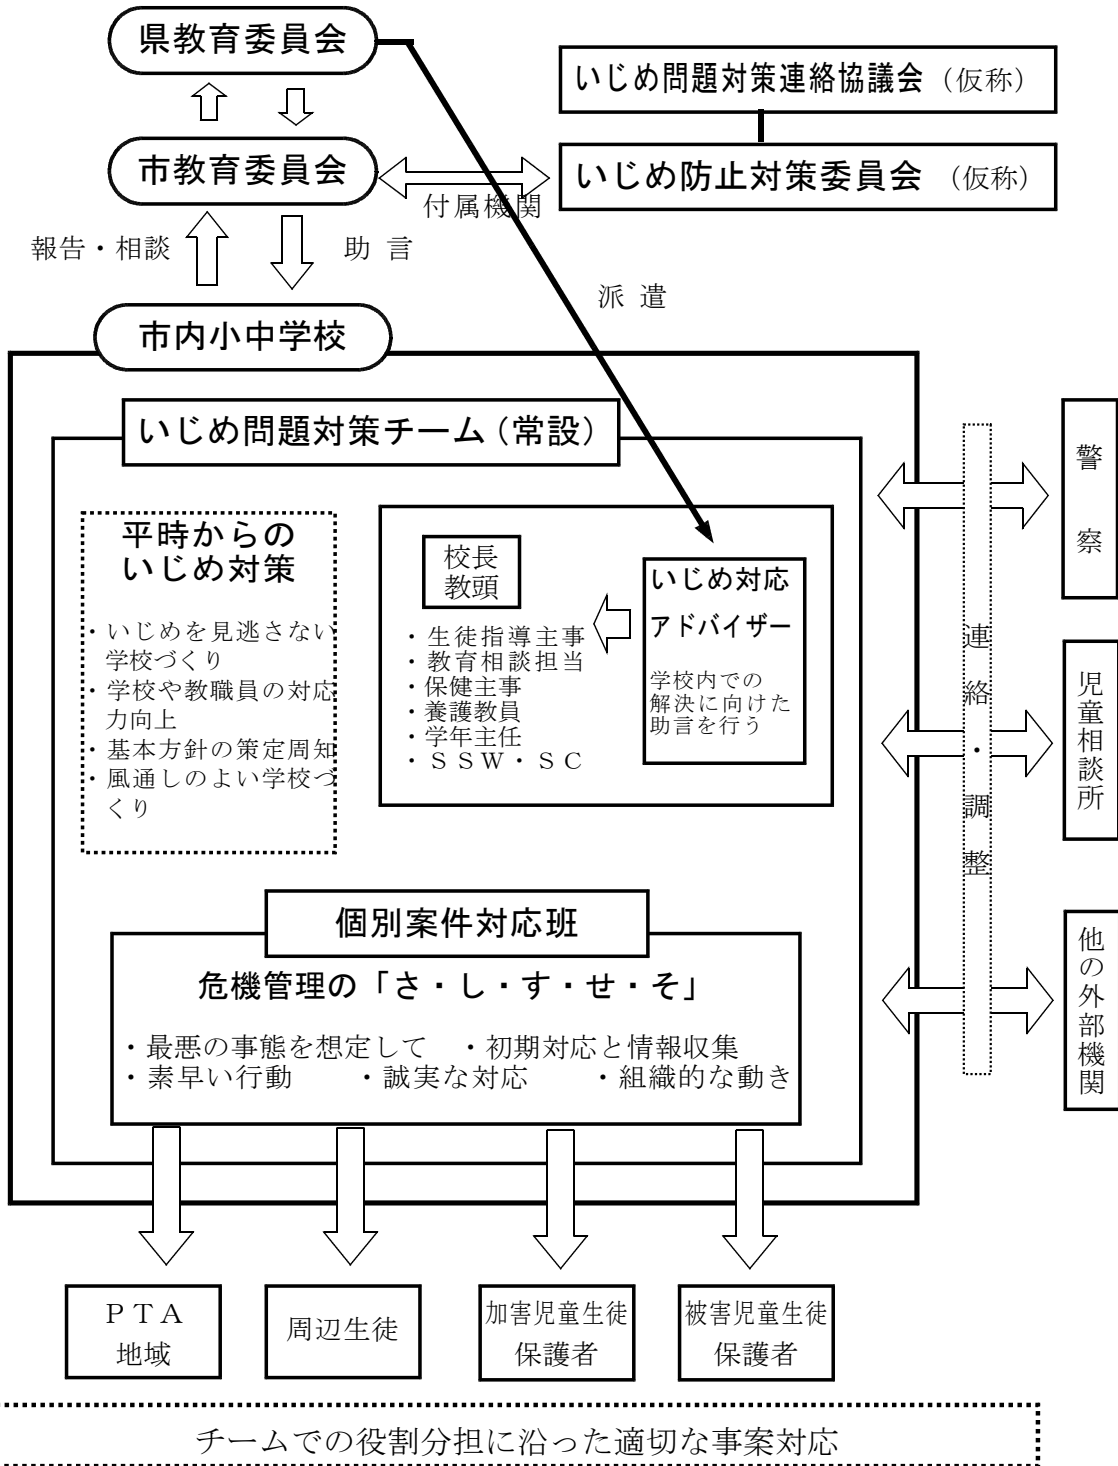 県教育委員会
いじめ問題対策連絡協議会（仮称）
市教育委員会
いじめ防止対策委員会（仮称）
付属機関
報告・相談
助 言
派 遣
市内小中学校
いじめ問題対策チーム（常設）
平時からの
いじめ対策
・いじめを見逃さない
学校づくり
・学校や教職員の対応
力向上
・基本方針の策定周知
・風通しのよい学校づ
くり
校長
教頭
・生徒指導主事
・教育相談担当
・保健主事
・養護教員
・学年主任
・ＳＳＷ・ＳＣ
いじめ対応
アドバイザー
学校内での
解決に向けた
助言を行う
連絡・調整
警察
児童相談所
他の外部機関
個別案件対応班
危機管理の「さ・し・す・せ・そ」
・最悪の事態を想定して ・初期対応と情報収集
・素早い行動 ・誠実な対応 ・組織的な動き
ＰＴＡ
地域
周辺生徒
加害児童生徒
保護者
被害児童生徒
保護者
チームでの役割分担に沿った適切な事案対応